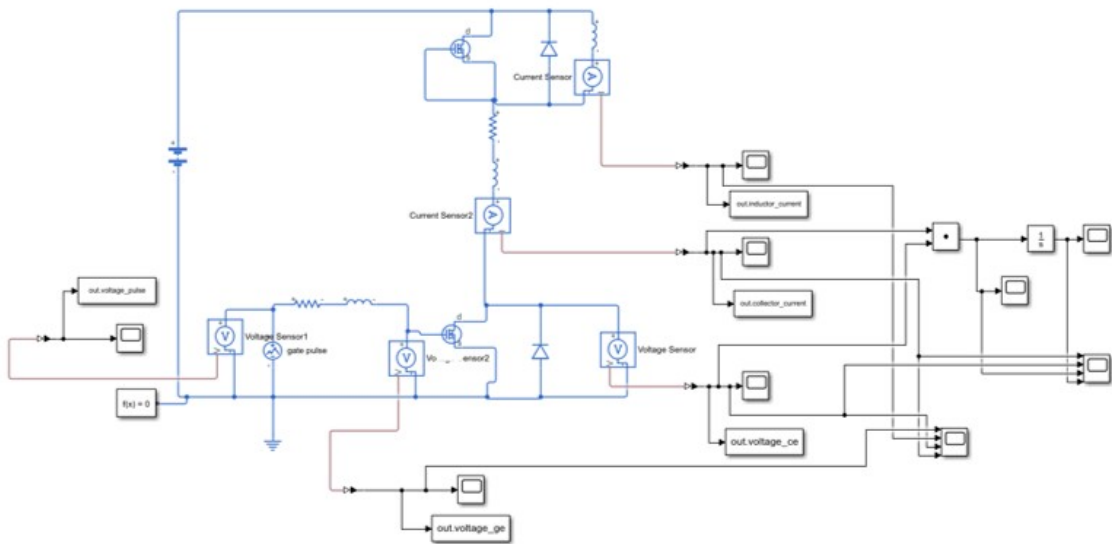 d
Current Sensor
Current Sensor2
out.inductor_current
out.collector_current
1
s
out.voltage_pulse
Voltage Sensor1
gate pulse
d
ensor2
Voltage Sensor
f(x) = 0
out.voltage_ce
out.voltage_ge